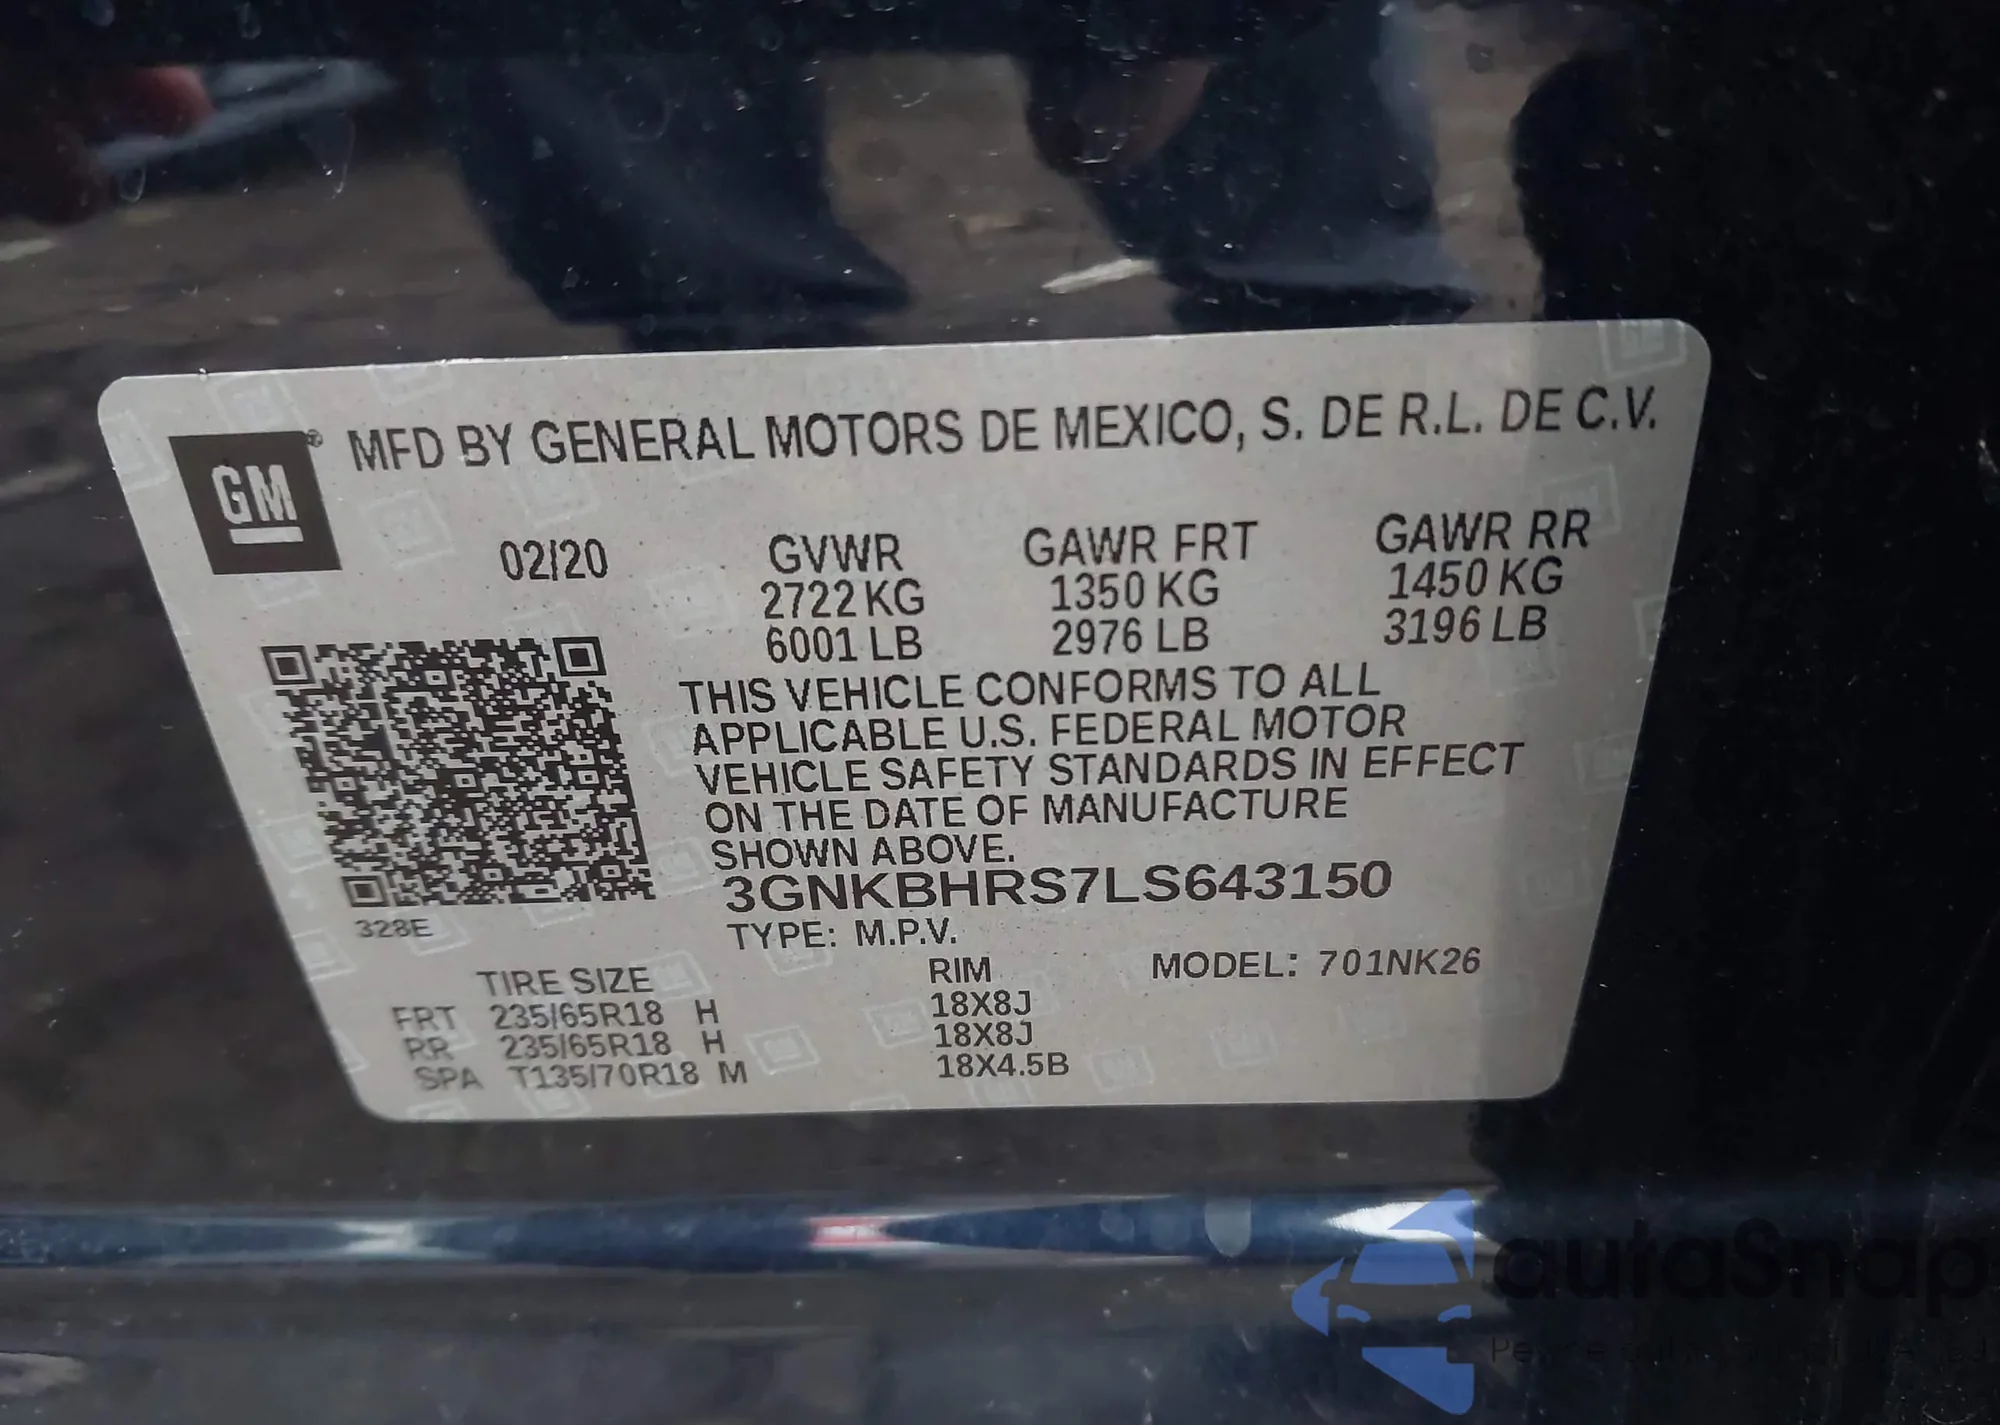 GM® MFD BY GENERAL MOTORS DE MEXICO, S. DE R.L. DE C.V.
02/20 GVWR GAWR FRT GAWR RR
2722 KG 1350 KG 1450 KG
6001 LB 2976 LB 3196 LB
THIS VEHICLE CONFORMS TO ALL
APPLICABLE U.S. FEDERAL MOTOR
VEHICLE SAFETY STANDARDS IN EFFECT
ON THE DATE OF MANUFACTURE
SHOWN ABOVE.
3GNKBHRS7LS643150
328E
TYPE: M.P.V.
TIRE SIZE RIM MODEL: 701NK26
FRT 235/65R18 H 18X8J
RR 235/65R18 H 18X8J
SPA T135/70R18 M 18X4.5B
autaSnap